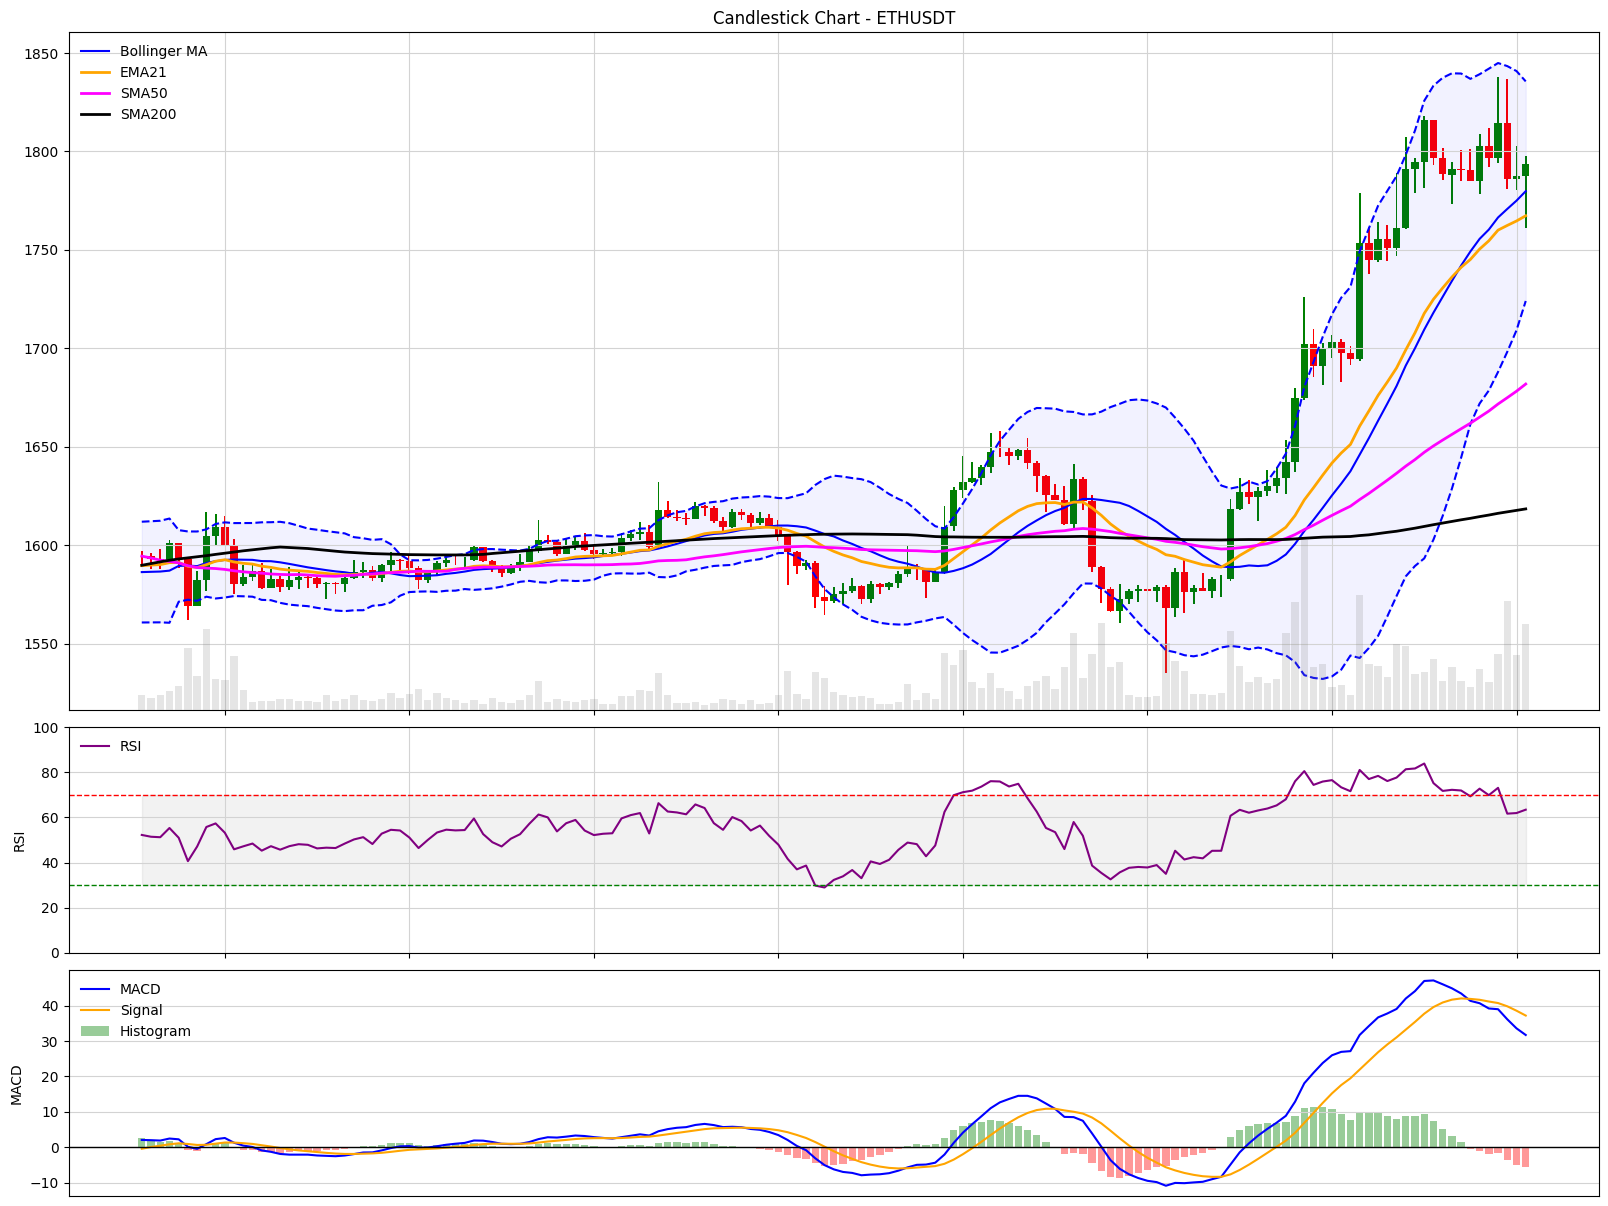 Candlestick Chart - ETHUSDT
Bollinger MA
EMA21
SMA50
SMA200
1850
1800
1750
1700
1650
1600
1550
RSI
RSI
100
80
60
40
20
0
MACD
Signal
Histogram
MACD
40
30
20
10
0
−10